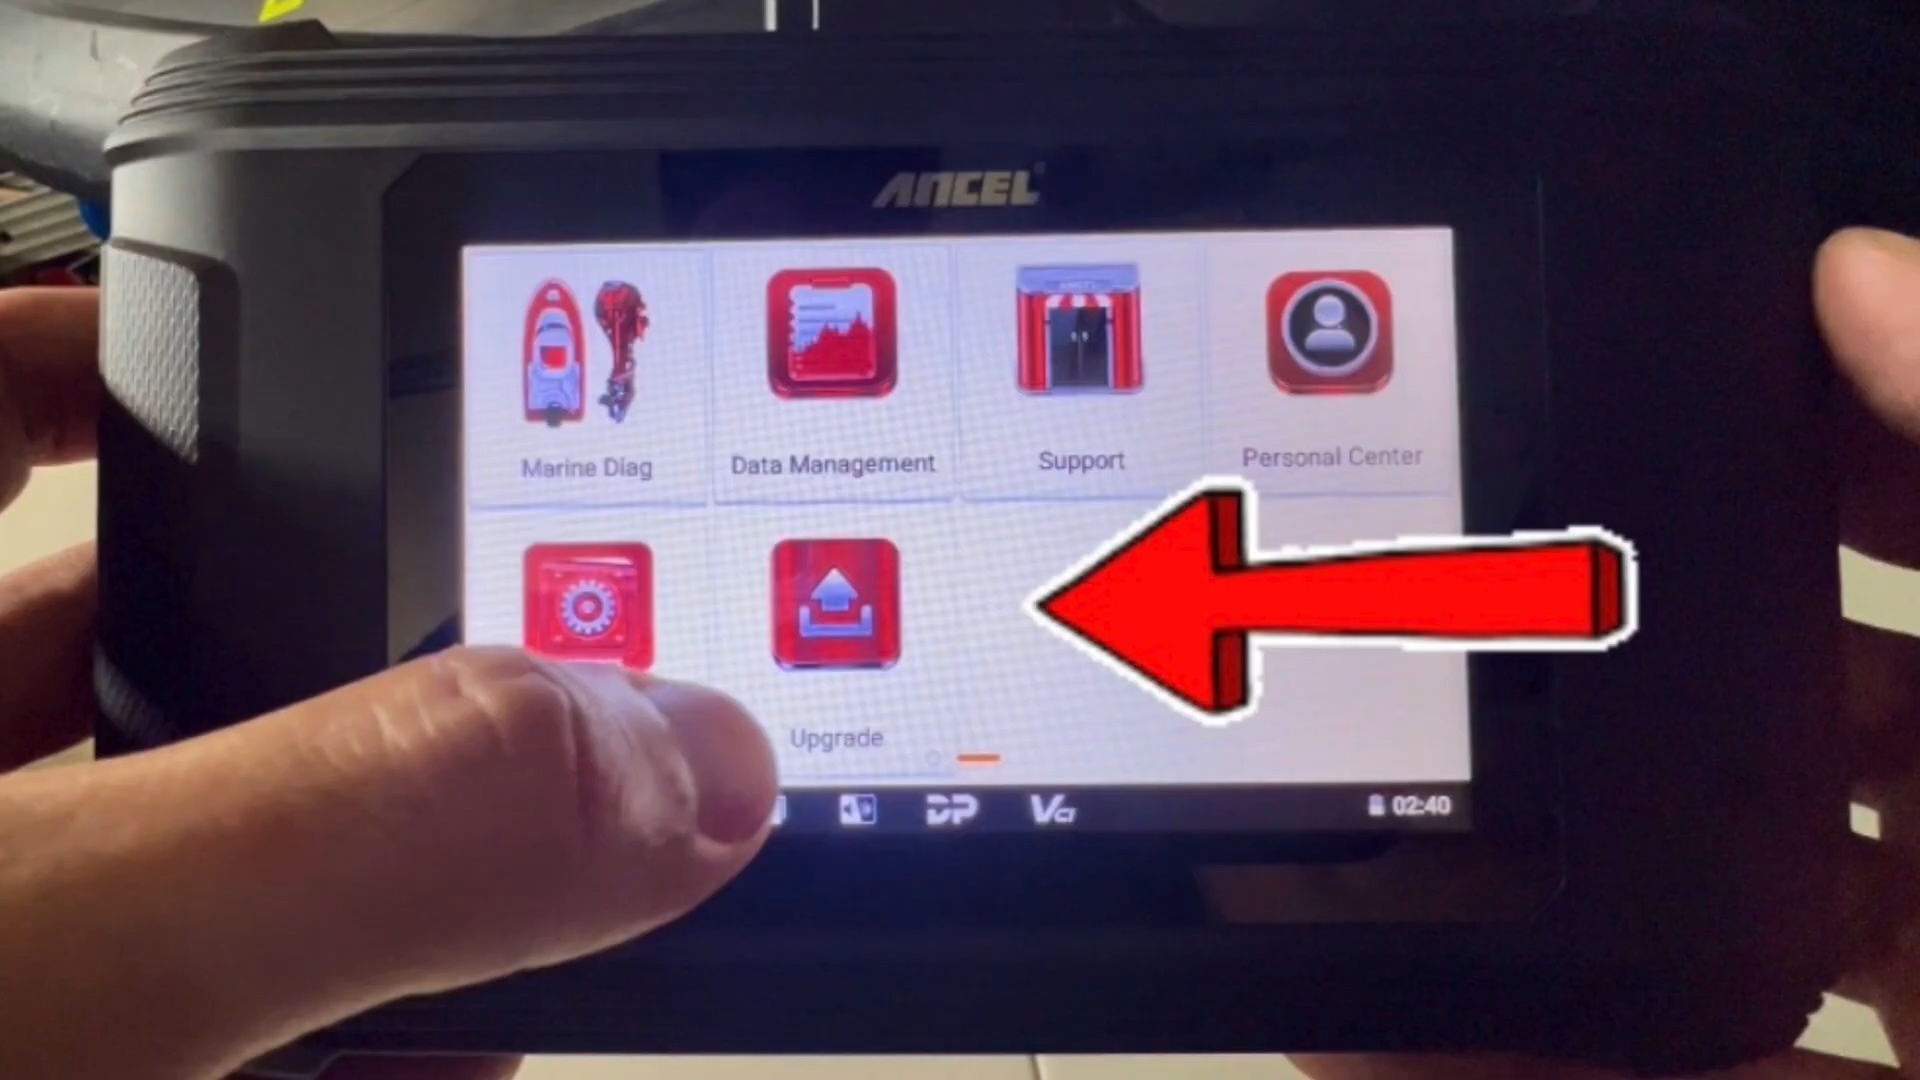 ANCEL
Marine Diag
Data Management
Support
Personal Center
Upgrade
DP
VCI
02:40